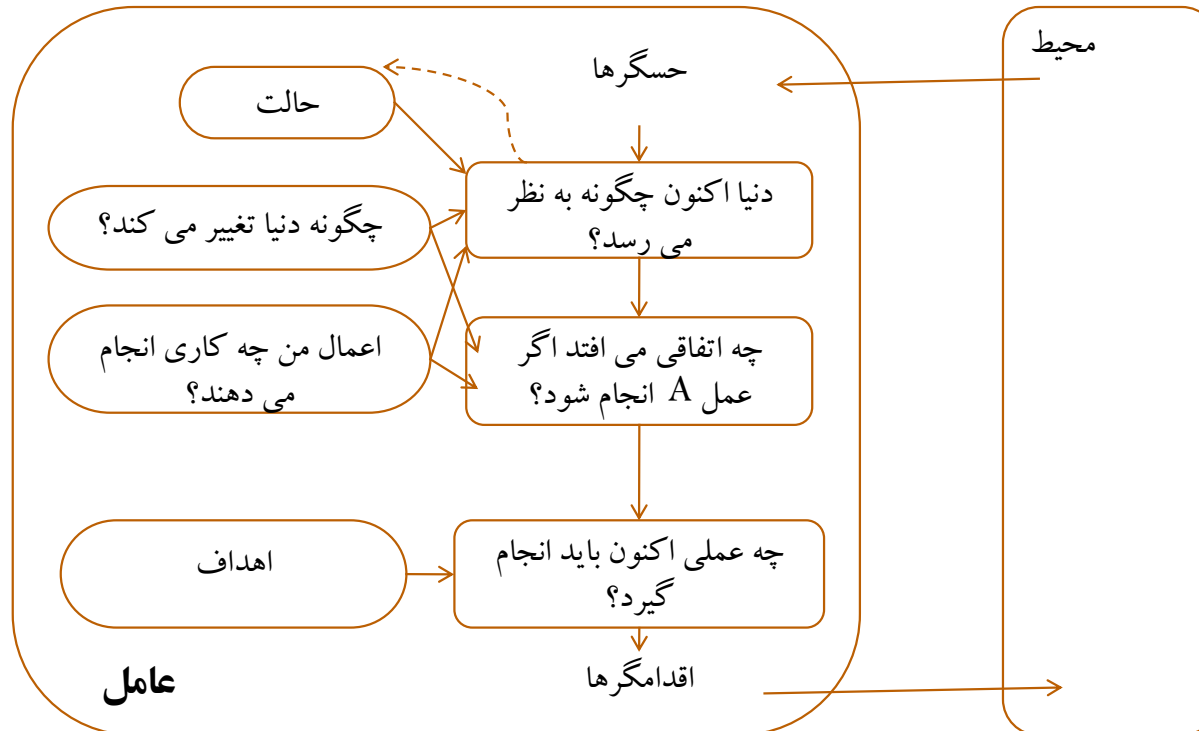 محیط
حسگرها
حالت
دنیا اکنون چگونه به نظر
می رسد؟
چگونه دنیا تغییر می کند؟
چه اتفاقی می افتد اگر
عمل A انجام شود؟
اعمال من چه کاری انجام
می دهند؟
چه عملی اکنون باید انجام
گیرد؟
اهداف
اقدامگرها
عامل